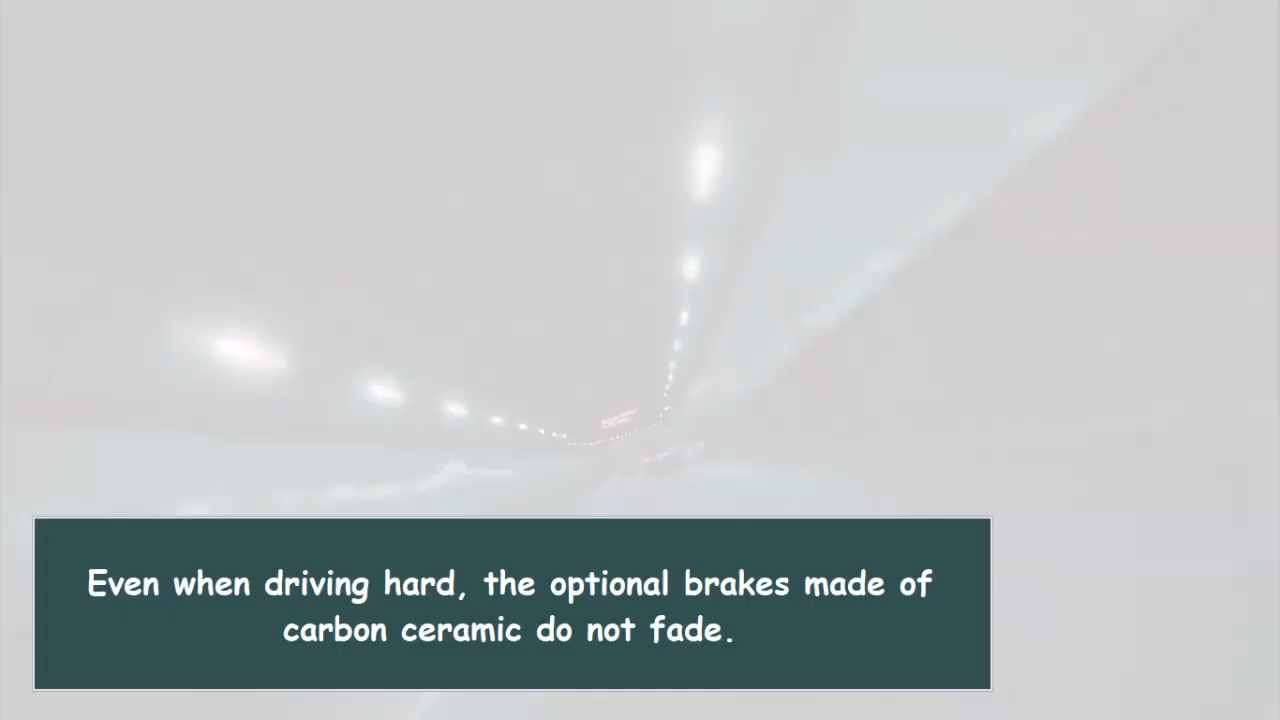 Even when driving hard, the optional brakes made of
carbon ceramic do not fade.